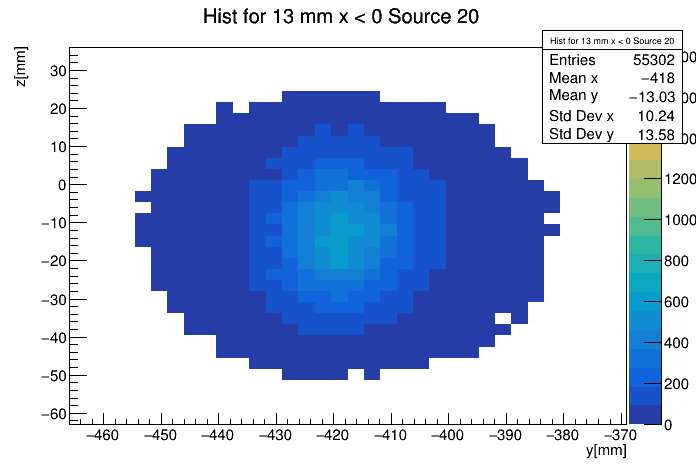 Hist for 13 mm x < 0 Source 20
z[mm]
Hist for 13 mm x < 0 Source 20
Entries 55302
Mean x −418
Mean y −13.03
Std Dev x 10.24
Std Dev y 13.58
30
20
10
0
−10
−20
−30
−40
−50
−60
1200
1000
800
600
400
200
0
−460 −450 −440 −430 −420 −410 −400 −390 −380 −370
y[mm]